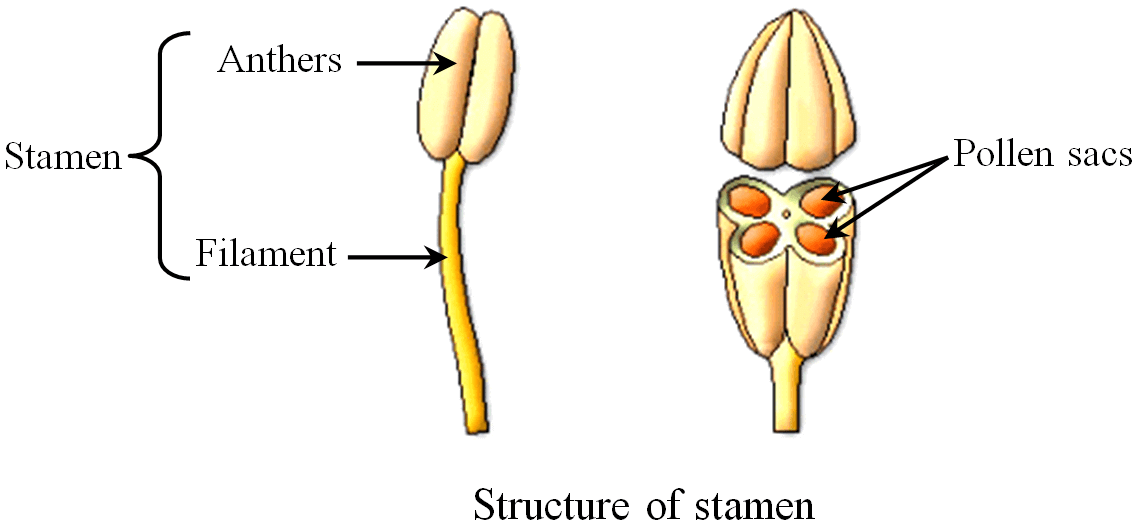 Anthers
Stamen
Pollen sacs
Filament
Structure of stamen